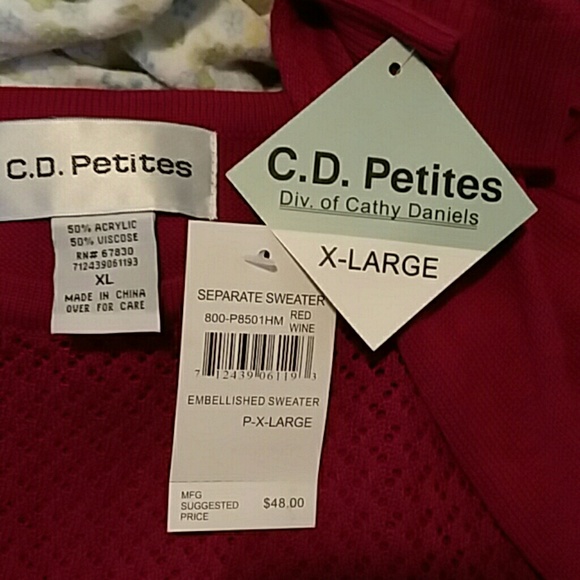 C.D. Petites
50% ACRYLIC
50% VISCOSE
RN# 67830
712439061193
XL
MADE IN CHINA
OVER FOR CARE
C.D. Petites
Div. of Cathy Daniels
X-LARGE
SEPARATE SWEATER
800-P8501HM RED
WINE
7 12439 06119 3
EMBELLISHED SWEATER
P-X-LARGE
MFG
SUGGESTED
PRICE $48.00